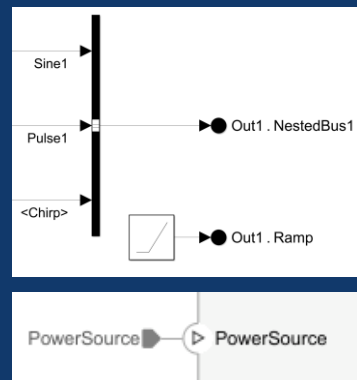 Sine1
Out1 . NestedBus1
Pulse1
<Chirp>
Out1 . Ramp
PowerSource PowerSource